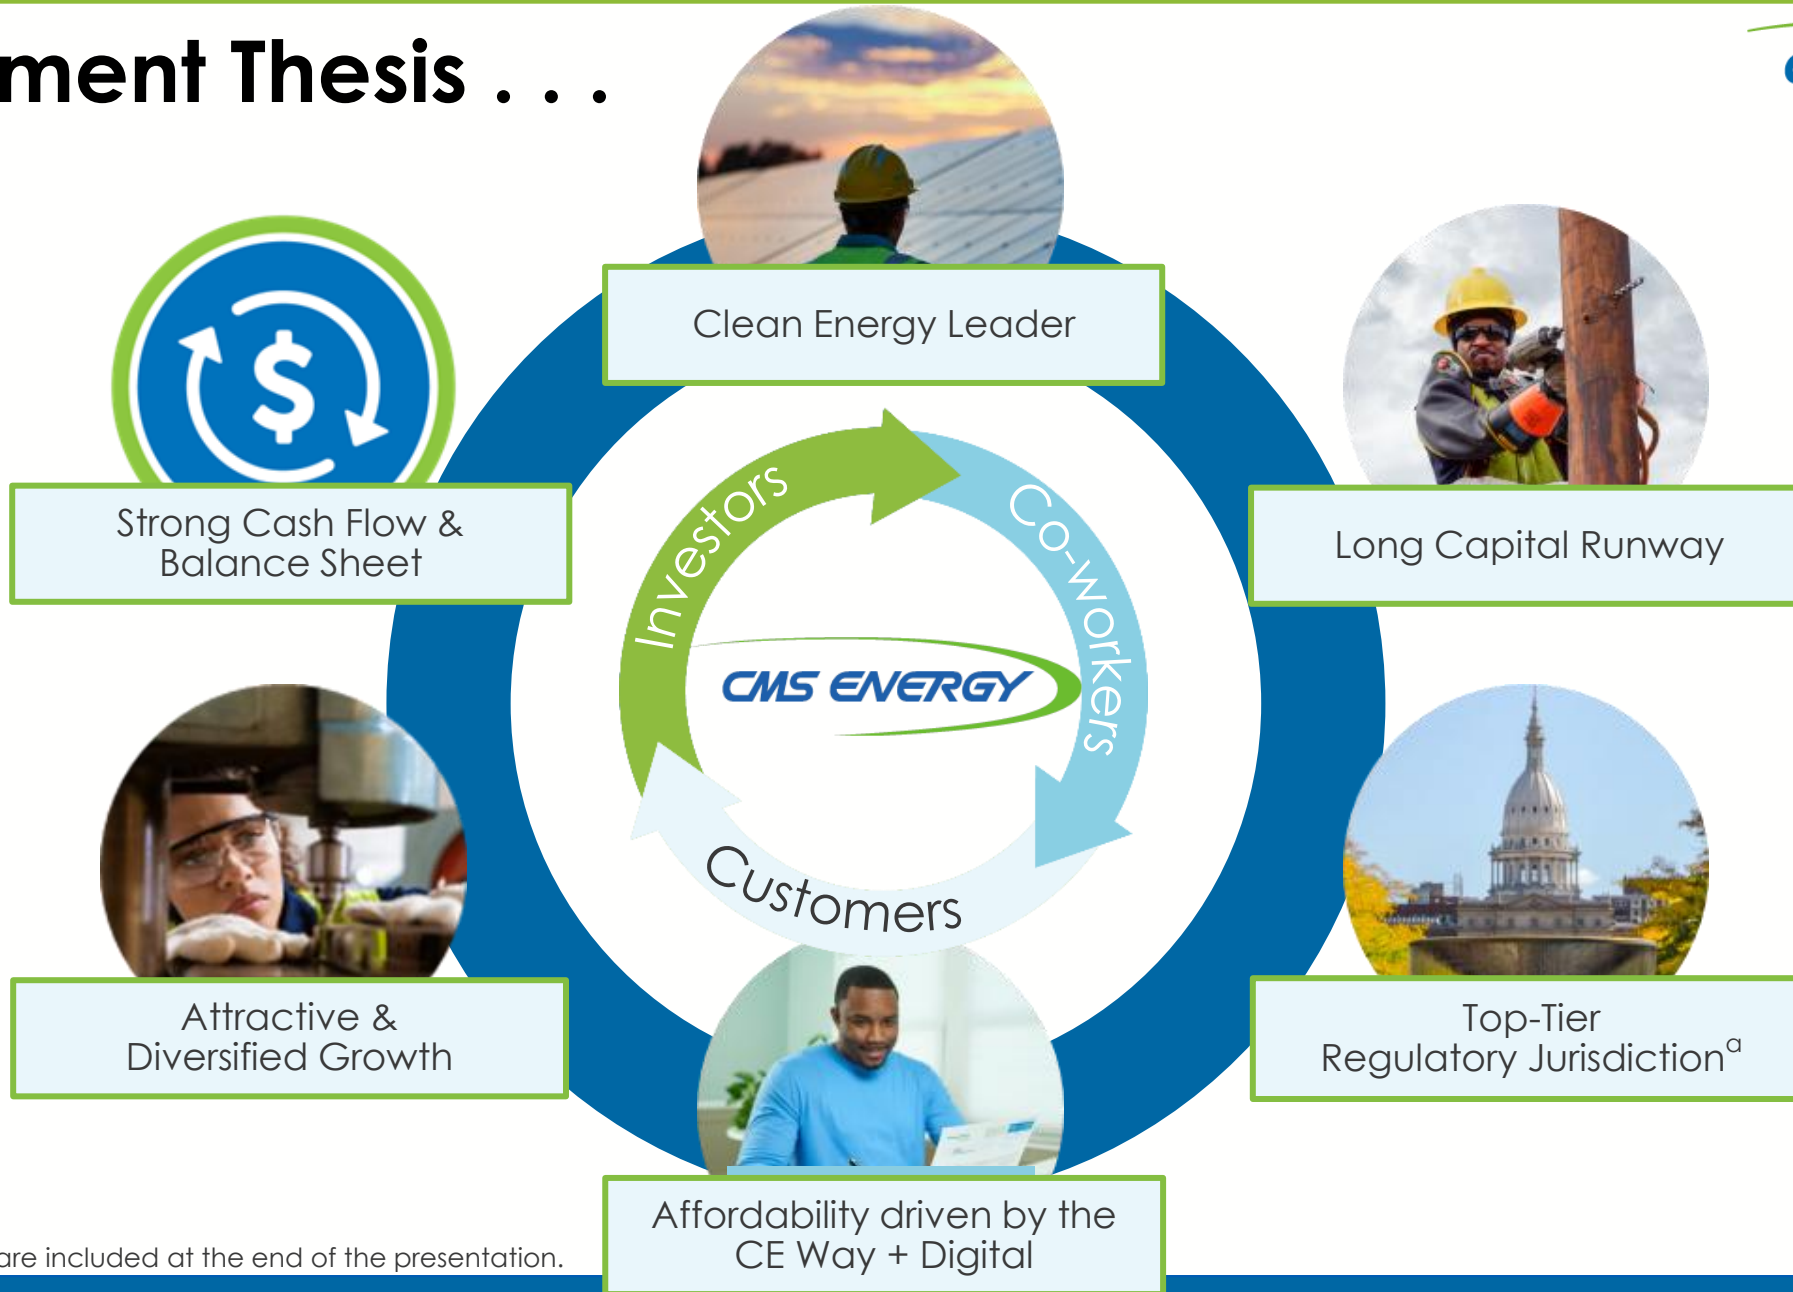 ment Thesis . . .
Clean Energy Leader
Strong Cash Flow &
Balance Sheet
Long Capital Runway
Investors
Co-workers
Customers
CMS ENERGY
Attractive &
Diversified Growth
Top-Tier
Regulatory Jurisdictionᵃ
Affordability driven by the
CE Way + Digital
are included at the end of the presentation.
$